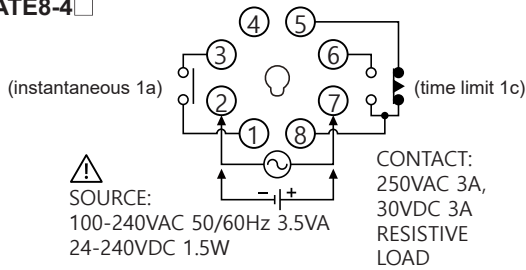 ATE8-4□
4 5
3 6
(instantaneous 1a) (time limit 1c)
2 7
1 8
- +
SOURCE:
100-240VAC 50/60Hz 3.5VA
24-240VDC 1.5W
CONTACT:
250VAC 3A,
30VDC 3A
RESISTIVE
LOAD